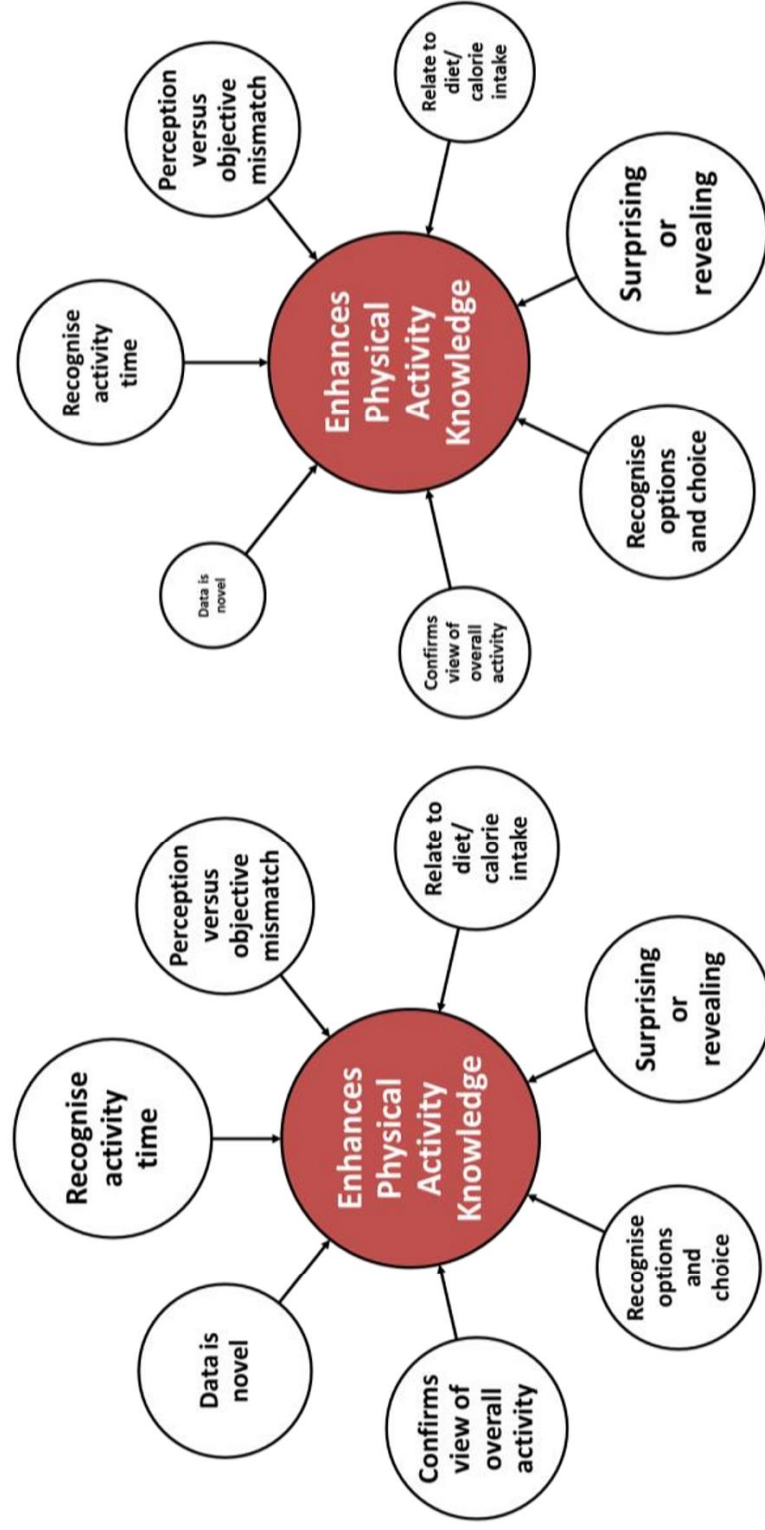 Recognise
activity
time
Perception
versus
objective
mismatch
Relate to
diet/
calorie
intake
Surprising
or
revealing
Recognise
options
and
choice
Confirms
view of
overall
activity
Data is
novel
Enhances
Physical
Activity
Knowledge
Recognise
activity
time
Perception
versus
objective
mismatch
Relate to
diet/
calorie
intake
Surprising
or
revealing
Recognise
options
and choice
Confirms
view of
overall
activity
Data is
novel
Enhances
Physical
Activity
Knowledge